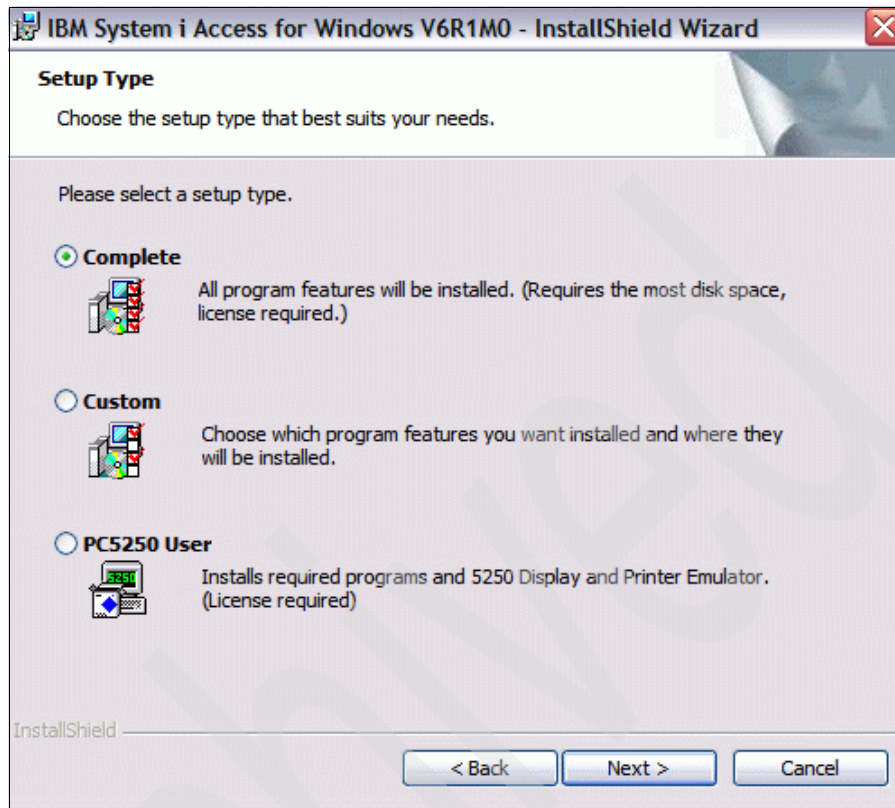 IBM System i Access for Windows V6R1M0 - InstallShield Wizard
Setup Type
Choose the setup type that best suits your needs.
Please select a setup type.
Complete
All program features will be installed. (Requires the most disk space,
license required.)
Custom
Choose which program features you want installed and where they
will be installed.
PC5250 User
5250
Installs required programs and 5250 Display and Printer Emulator.
(License required)
InstallShield
< Back
Next >
Cancel